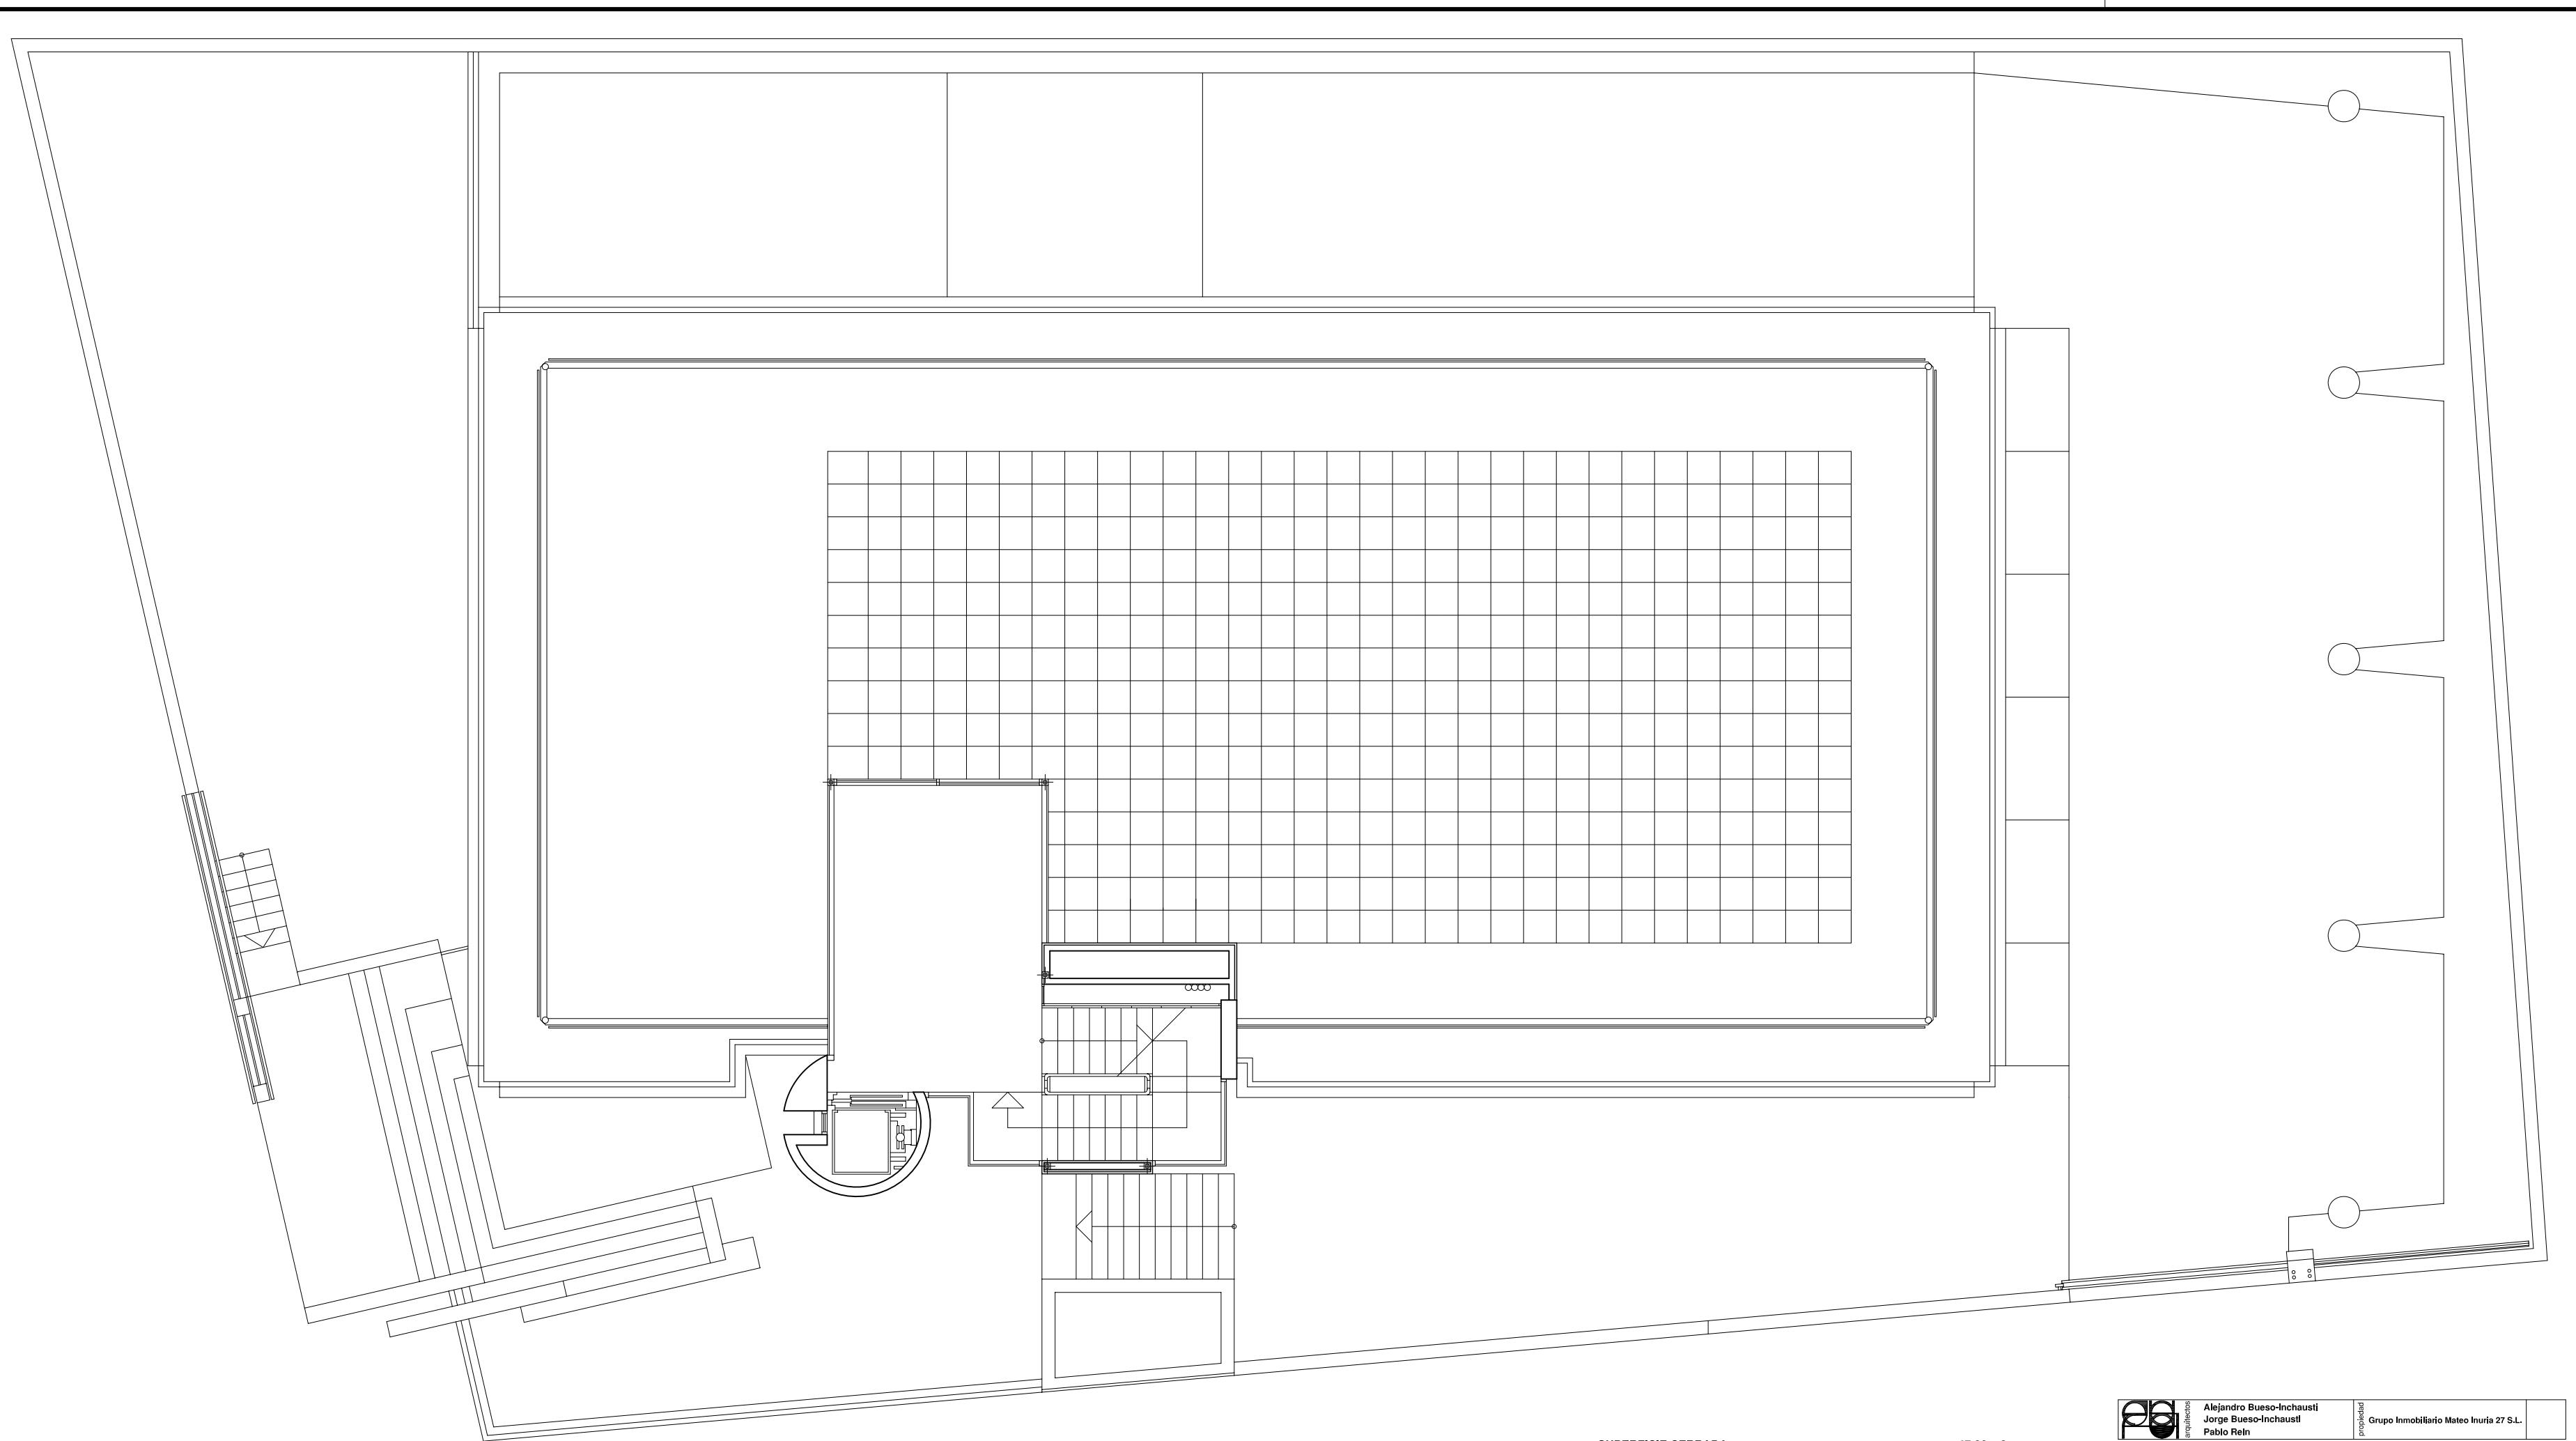 arquitectos
Alejandro Bueso-Inchausti
Jorge Bueso-Inchausti
Pablo Rein
propiedad
Grupo Inmobiliario Mateo Inuria 27 S.L.